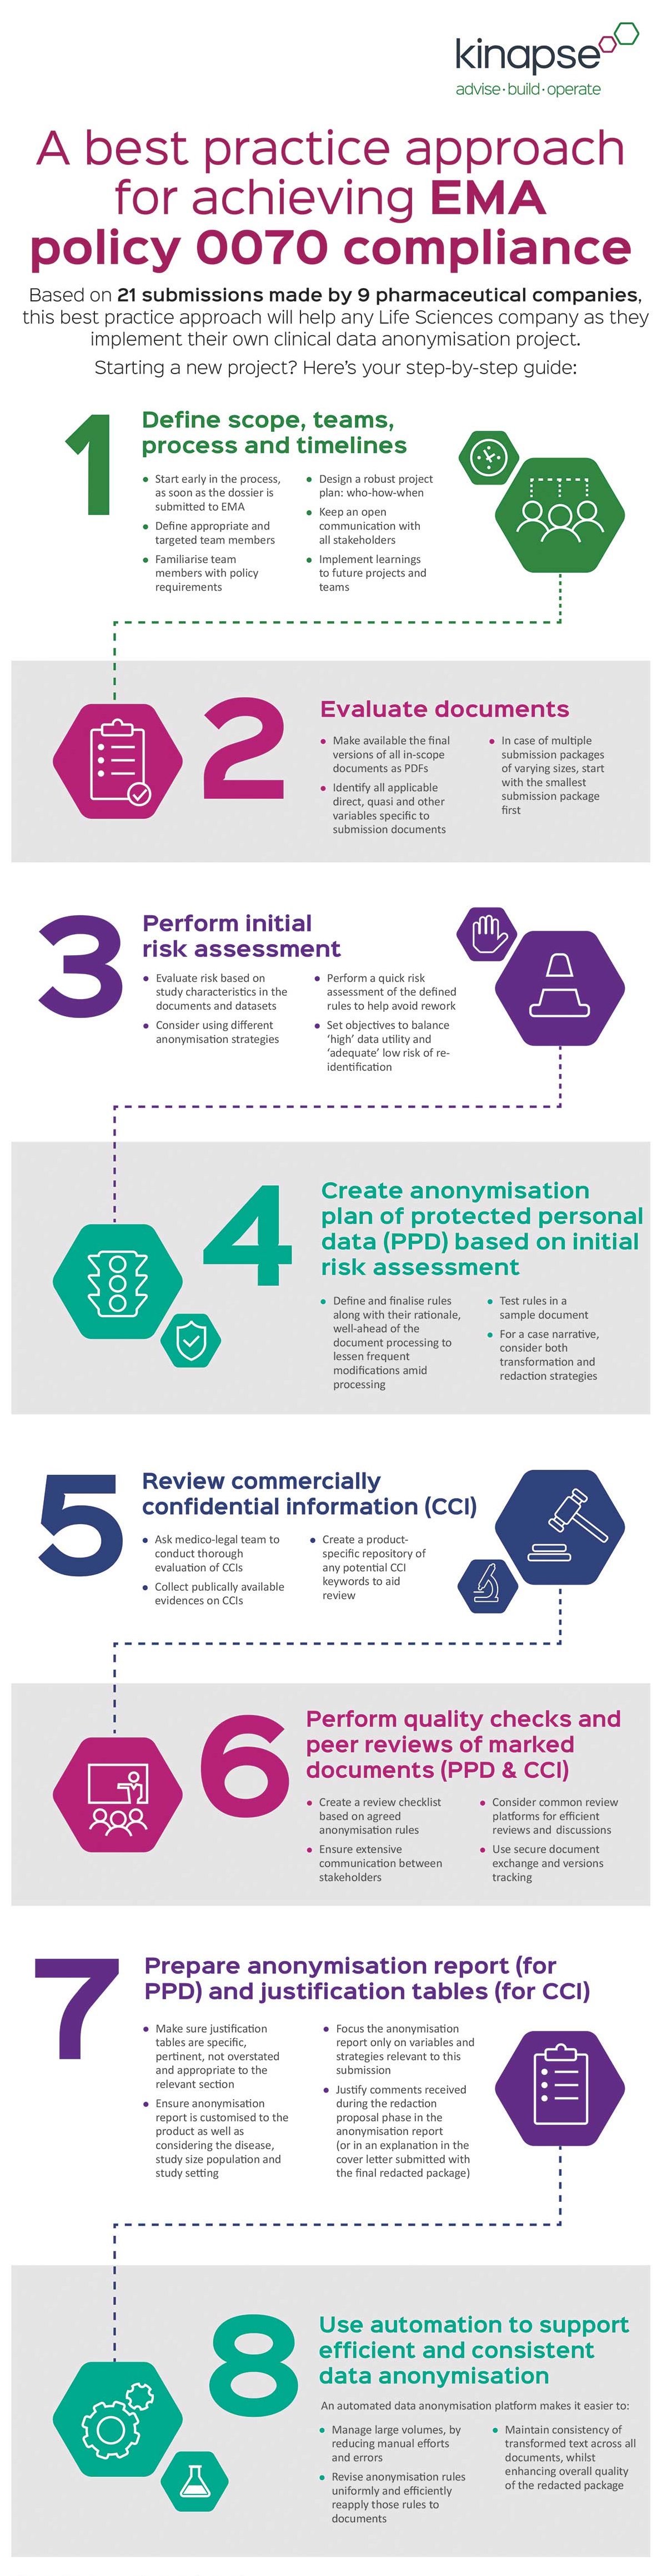 kinapse
advise·build·operate
A best practice approach
for achieving EMA
policy 0070 compliance
Based on 21 submissions made by 9 pharmaceutical companies,
this best practice approach will help any Life Sciences company as they
implement their own clinical data anonymisation project.
Starting a new project? Here's your step-by-step guide:
1
Define scope, teams,
process and timelines
• Start early in the process,
as soon as the dossier is
submitted to EMA
• Define appropriate and
targeted team members
• Familiarise team
members with policy
requirements
• Design a robust project
plan: who-how-when
• Keep an open
communication with
all stakeholders
• Implement learnings
to future projects and
teams
2
Evaluate documents
• Make available the final
versions of all in-scope
documents as PDFs
• Identify all applicable
direct, quasi and other
variables specific to
submission documents
• In case of multiple
submission packages
of varying sizes, start
with the smallest
submission package
first
3
Perform initial
risk assessment
• Evaluate risk based on
study characteristics in the
documents and datasets
• Consider using different
anonymisation strategies
• Perform a quick risk
assessment of the defined
rules to help avoid rework
• Set objectives to balance
‘high’ data utility and
‘adequate’ low risk of re-
identification
4
Create anonymisation
plan of protected personal
data (PPD) based on initial
risk assessment
• Define and finalise rules
along with their rationale,
well-ahead of the
document processing to
lessen frequent
modifications amid
processing
• Test rules in a
sample document
• For a case narrative,
consider both
transformation and
redaction strategies
5
Review commercially
confidential information (CCI)
• Ask medico-legal team to
conduct thorough
evaluation of CCIs
• Collect publically available
evidences on CCIs
• Create a product-
specific repository of
any potential CCI
keywords to aid
review
6
Perform quality checks and
peer reviews of marked
documents (PPD & CCI)
• Create a review checklist
based on agreed
anonymisation rules
• Ensure extensive
communication between
stakeholders
• Consider common review
platforms for efficient
reviews and discussions
• Use secure document
exchange and versions
tracking
7
Prepare anonymisation report (for
PPD) and justification tables (for CCI)
• Make sure justification
tables are specific,
pertinent, not overstated
and appropriate to the
relevant section
• Ensure anonymisation
report is customised to the
product as well as
considering the disease,
study size population and
study setting
• Focus the anonymisation
report only on variables and
strategies relevant to this
submission
• Justify comments received
during the redaction
proposal phase in the
anonymisation report
(or in an explanation in the
cover letter submitted with
the final redacted package)
8
Use automation to support
efficient and consistent
data anonymisation
An automated data anonymisation platform makes it easier to:
• Manage large volumes, by
reducing manual efforts
and errors
• Revise anonymisation rules
uniformly and efficiently
reapply those rules to
documents
• Maintain consistency of
transformed text across all
documents, whilst
enhancing overall quality
of the redacted package